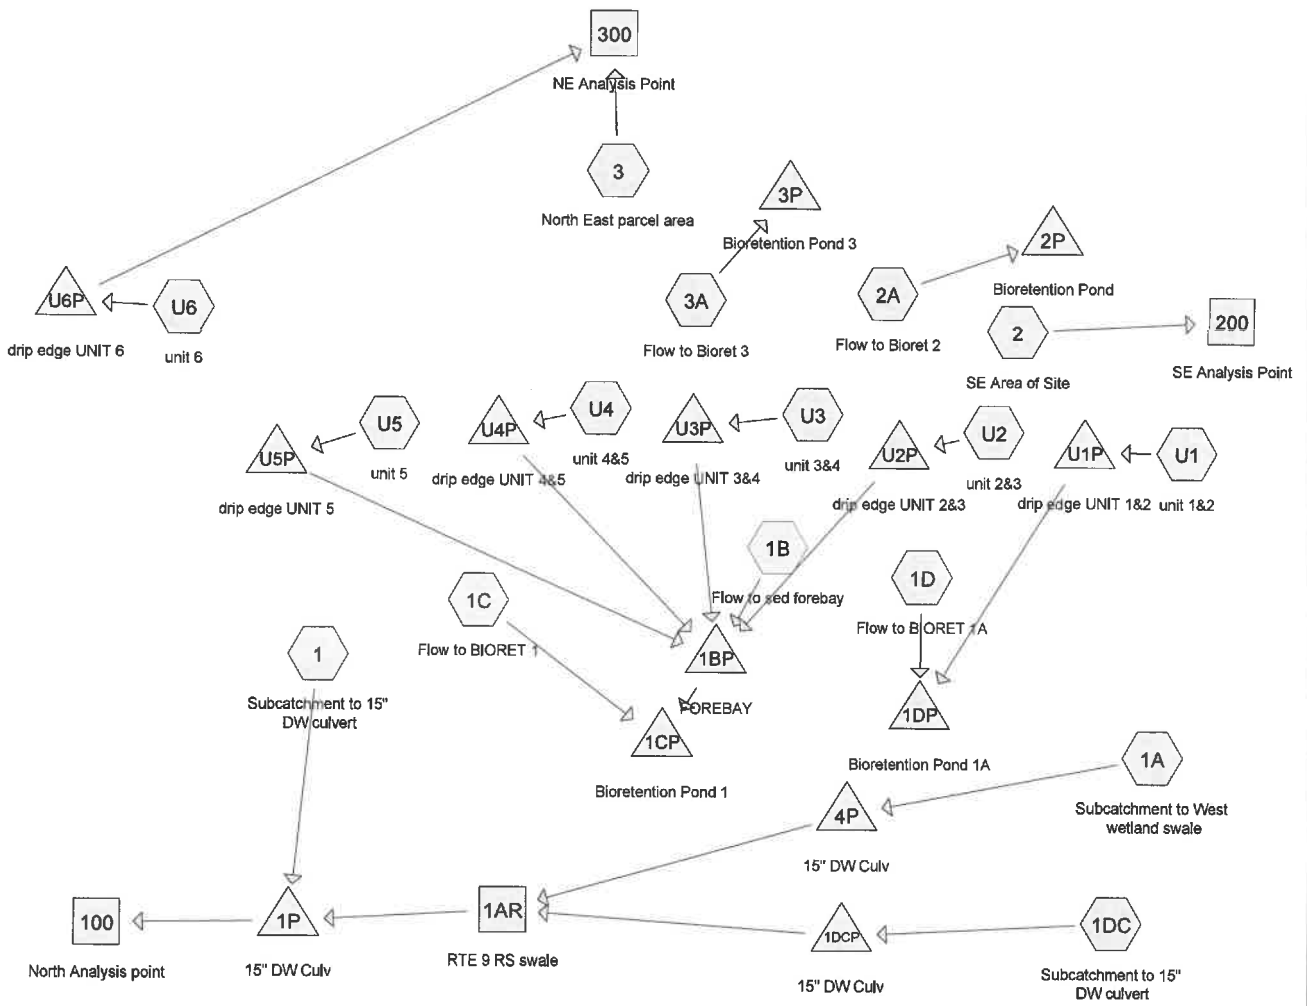 300
NE Analysis Point
3
North East parcel area
3P
Bioretention Pond 3
2P
Bioretention Pond
3A
Flow to Bioret 3
2A
Flow to Bioret 2
2
SE Area of Site
200
SE Analysis Point
U6P
drip edge UNIT 6
U6
unit 6
U5P
drip edge UNIT 5
U5
unit 5
U4P
drip edge UNIT 4&5
U4
unit 4&5
U3P
drip edge UNIT 3&4
U3
unit 3&4
U2P
drip edge UNIT 2&3
U2
unit 2&3
U1P
drip edge UNIT 1&2
U1
unit 1&2
1B
Flow to sed forebay
1D
Flow to BIORET 1A
1C
Flow to BIORET 1
1
Subcatchment to 15"
DW culvert
1BP
FOREBAY
1CP
Bioretention Pond 1
1DP
Bioretention Pond 1A
1A
Subcatchment to West
wetland swale
4P
15" DW Culv
100
North Analysis point
1P
15" DW Culv
1AR
RTE 9 RS swale
1DCP
15" DW Culv
1DC
Subcatchment to 15"
DW culvert